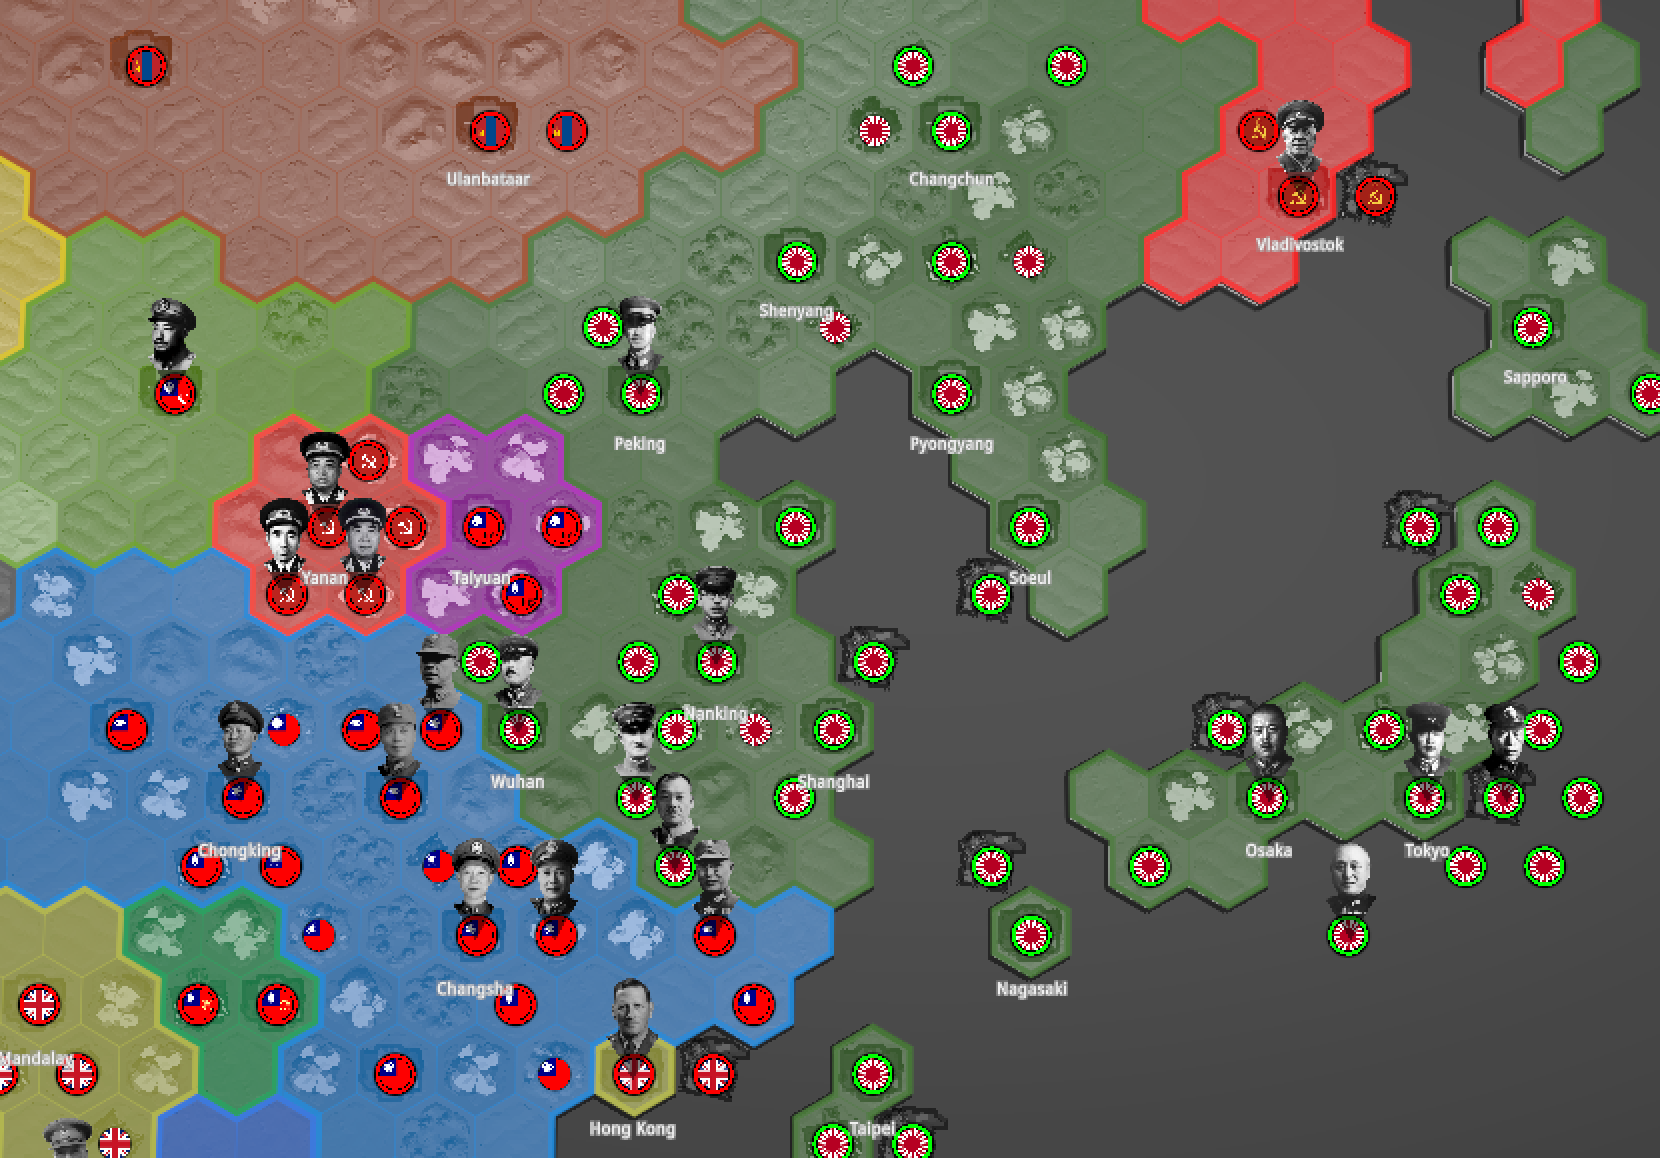 Ulanbataar
Changchun
Vladivostok
Shenyang
Sapporo
Peking
Pyongyang
Yanan
Taiyuan
Soeul
Nanking
Wuhan
Shanghai
Chongking
Osaka
Tokyo
Changsha
Nagasaki
Mandalay
Hong Kong
Taipei